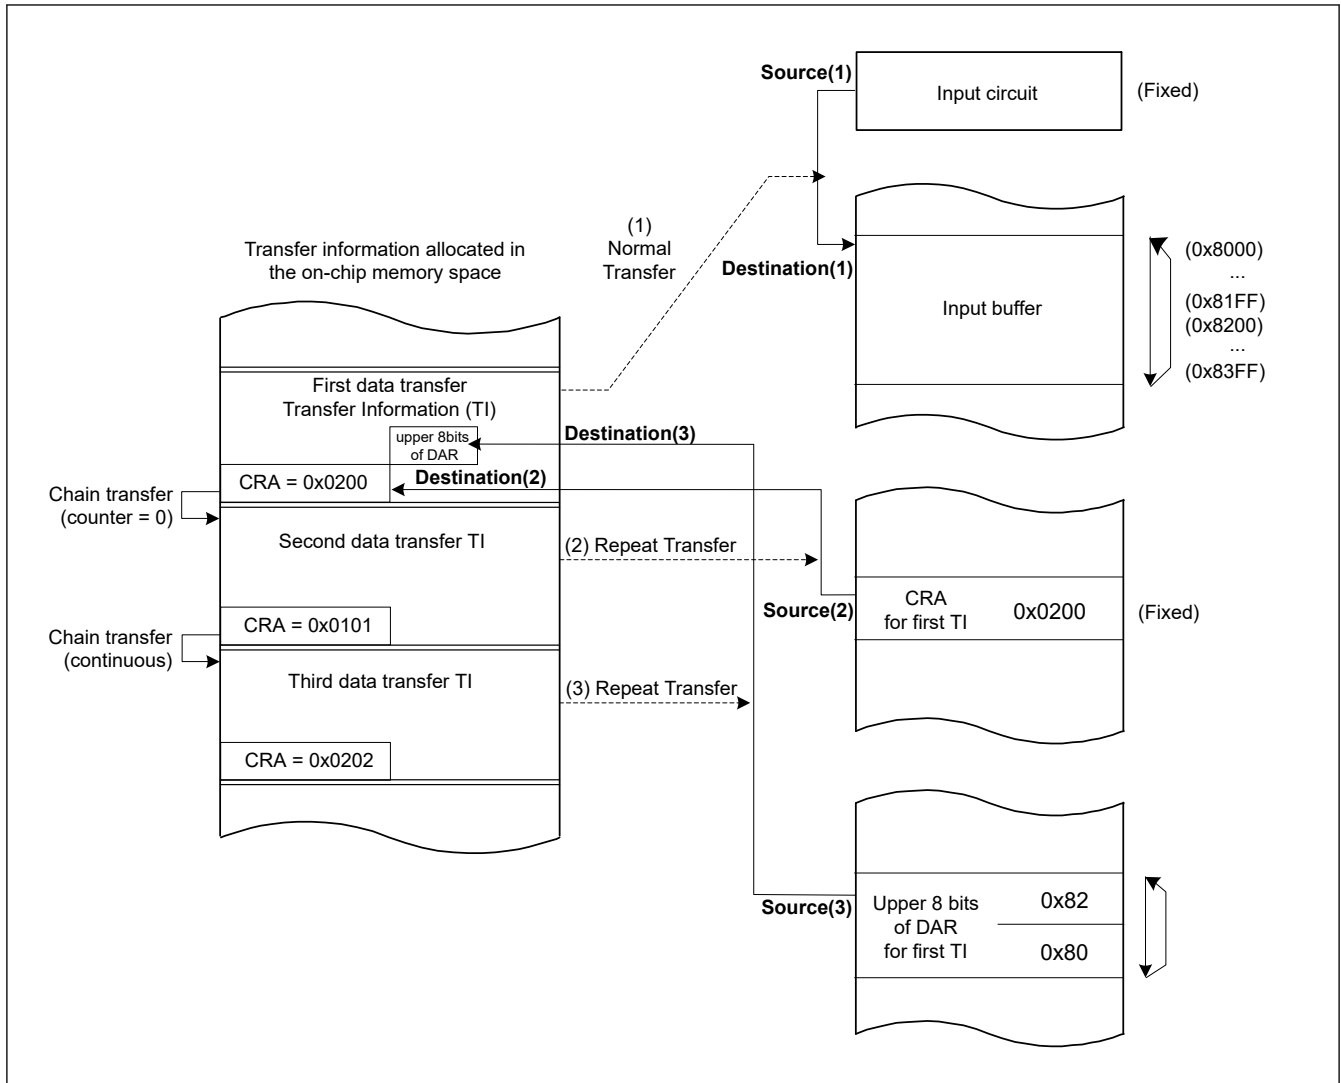 Source(1)
Input circuit
(Fixed)
(1)
Normal
Transfer
Transfer information allocated in
the on-chip memory space
Destination(1)
Input buffer
(0x8000)
...
(0x81FF)
(0x8200)
...
(0x83FF)
First data transfer
Transfer Information (TI)
upper 8bits
of DAR
Destination(3)
CRA = 0x0200
Destination(2)
Chain transfer
(counter = 0)
Second data transfer TI
(2) Repeat Transfer
Source(2)
CRA
for first TI
0x0200
(Fixed)
CRA = 0x0101
Chain transfer
(continuous)
Third data transfer TI
(3) Repeat Transfer
CRA = 0x0202
Source(3)
Upper 8 bits
of DAR
for first TI
0x82
0x80